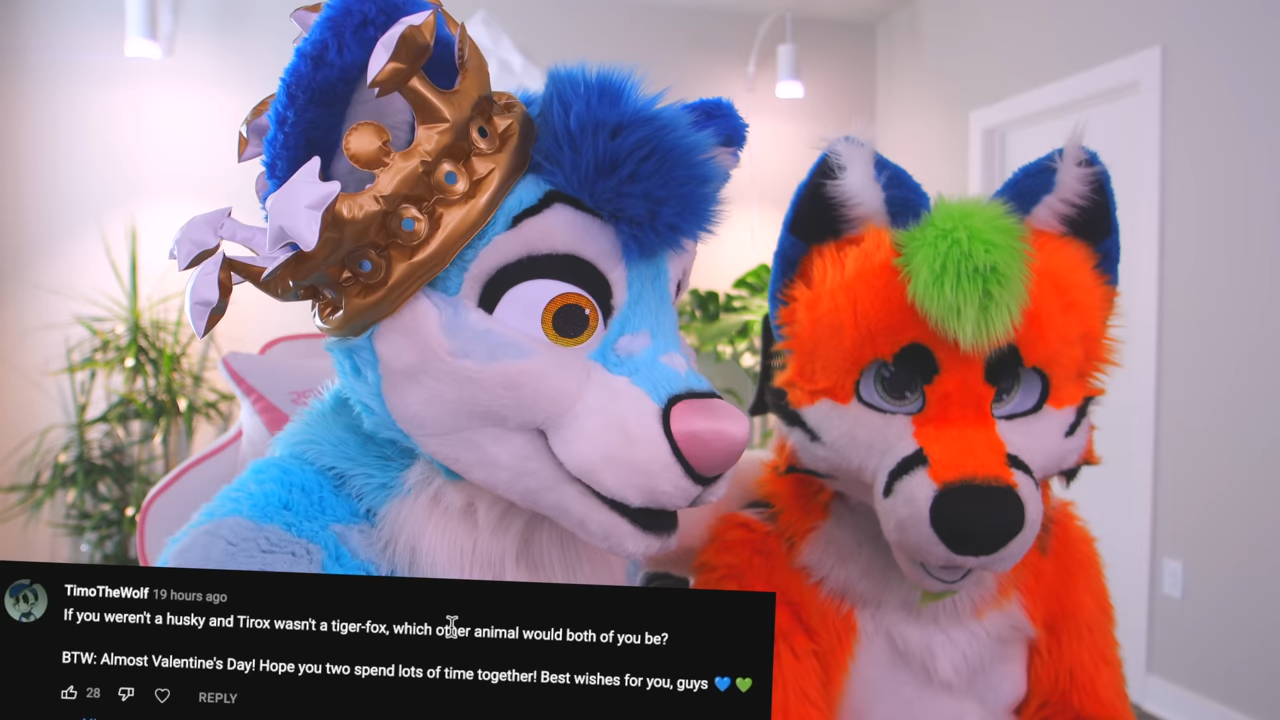 TimoTheWolf 19 hours ago
If you weren't a husky and Tirox wasn't a tiger-fox, which other animal would both of you be?
BTW: Almost Valentine's Day! Hope you two spend lots of time together! Best wishes for you, guys 💙 💚
28 REPLY